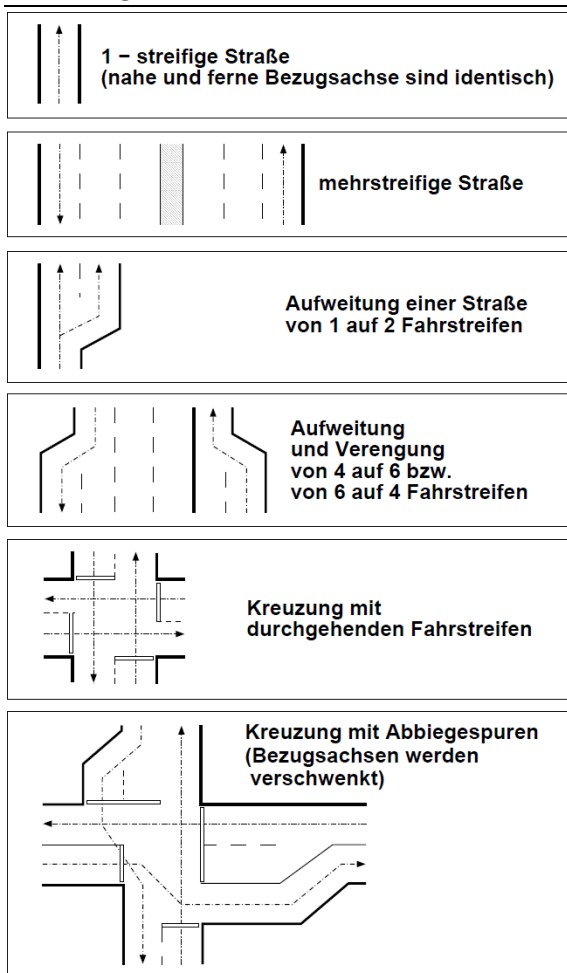 1 − streifige Straße
(nahe und ferne Bezugsachse sind identisch)
mehrstreifige Straße
Aufweitung einer Straße
von 1 auf 2 Fahrstreifen
Aufweitung
und Verengung
von 4 auf 6 bzw.
von 6 auf 4 Fahrstreifen
Kreuzung mit
durchgehenden Fahrstreifen
Kreuzung mit Abbiegespuren
(Bezugsachsen werden
verschwenkt)